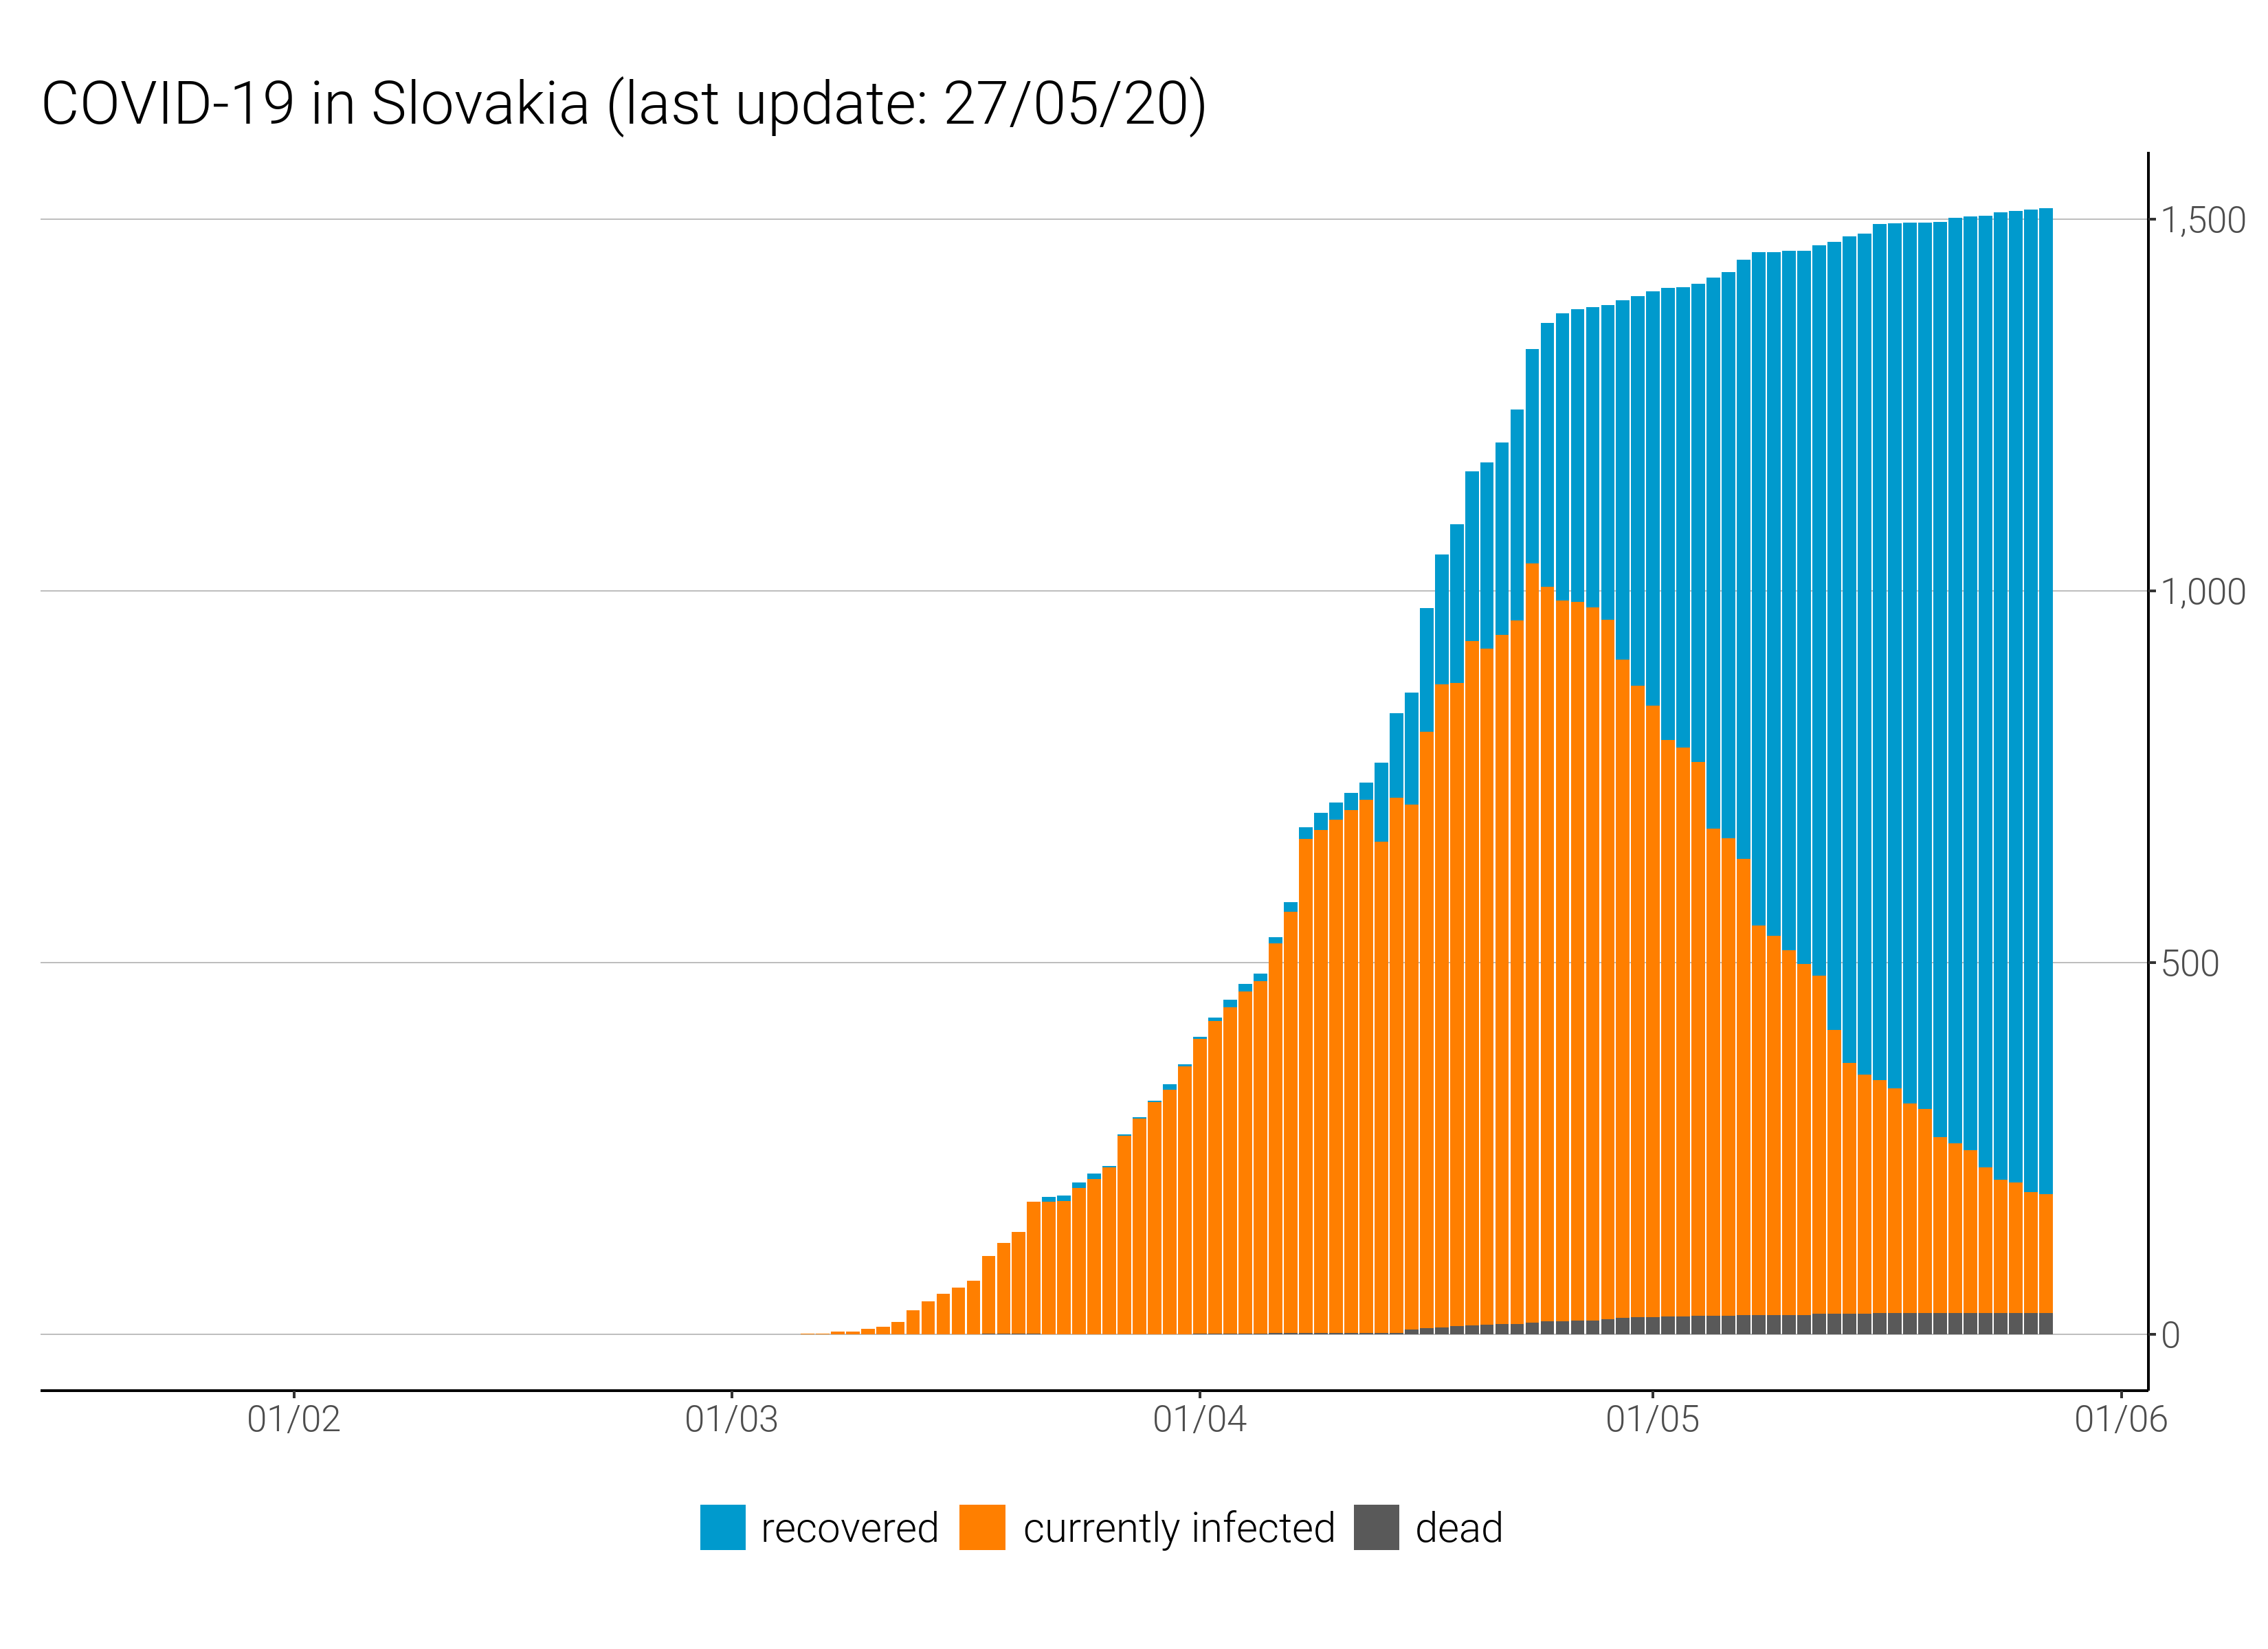 COVID-19 in Slovakia (last update: 27/05/20)
1,500
1,000
500
0
01/02 01/03 01/04 01/05 01/06
recovered currently infected dead